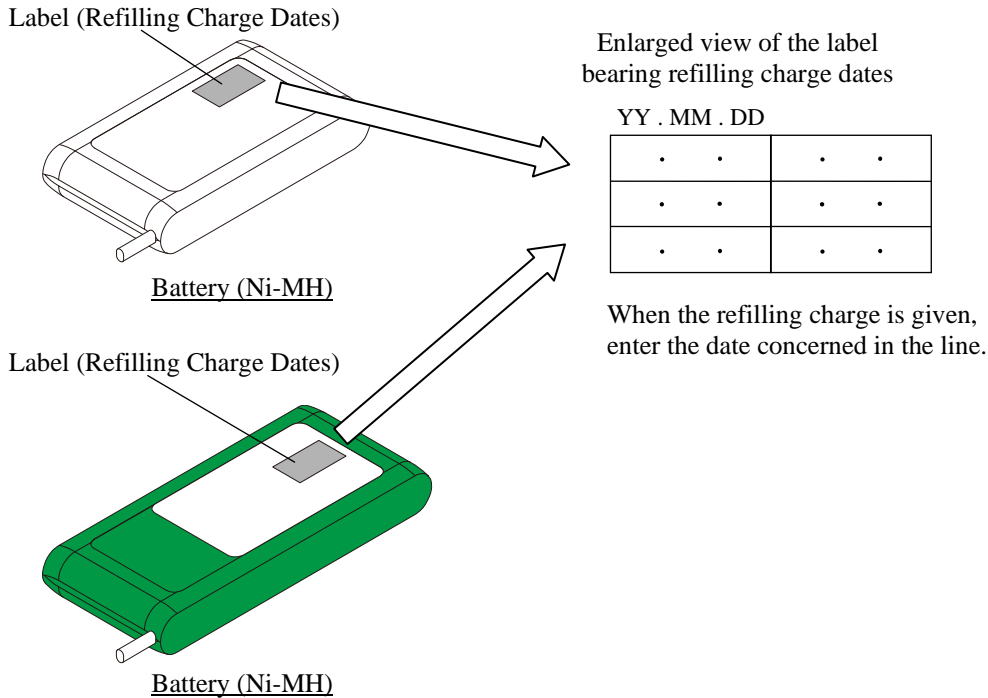 Label (Refilling Charge Dates)
Enlarged view of the label
bearing refilling charge dates
YY . MM . DD
. . . .
. . . .
. . . .
Battery (Ni-MH)
When the refilling charge is given,
enter the date concerned in the line.
Label (Refilling Charge Dates)
Battery (Ni-MH)